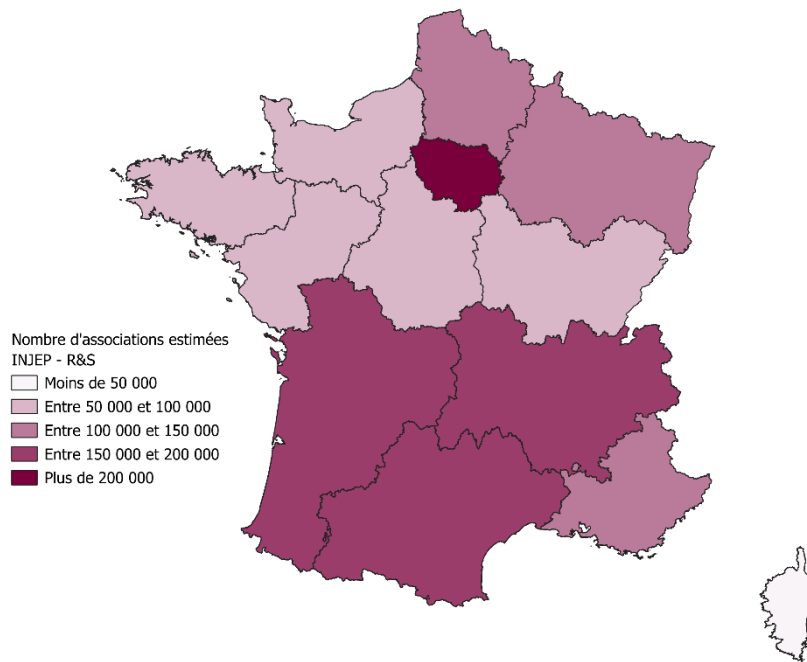 Nombre d'associations estimées
INJEP - R&S
Moins de 50 000
Entre 50 000 et 100 000
Entre 100 000 et 150 000
Entre 150 000 et 200 000
Plus de 200 000